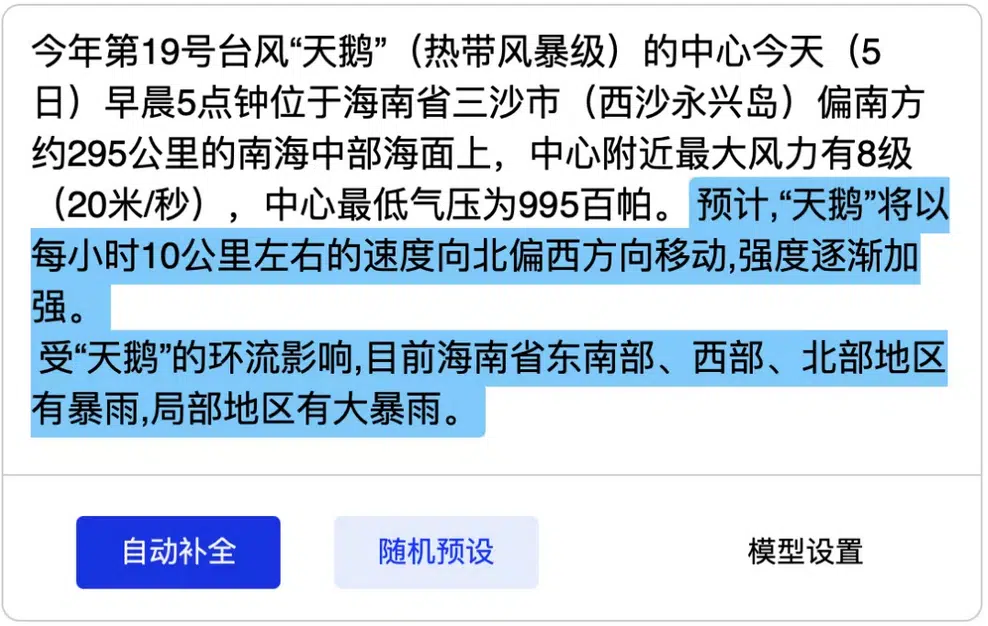 今年第19号台风“天鹅”（热带风暴级）的中心今天（5
日）早晨5点钟位于海南省三沙市（西沙永兴岛）偏南方
约295公里的南海中部海面上，中心附近最大风力有8级
（20米/秒），中心最低气压为995百帕。预计,“天鹅”将以
每小时10公里左右的速度向北偏西方向移动,强度逐渐加
强。
受“天鹅”的环流影响,目前海南省东南部、西部、北部地区
有暴雨,局部地区有大暴雨。
自动补全 随机预设 模型设置